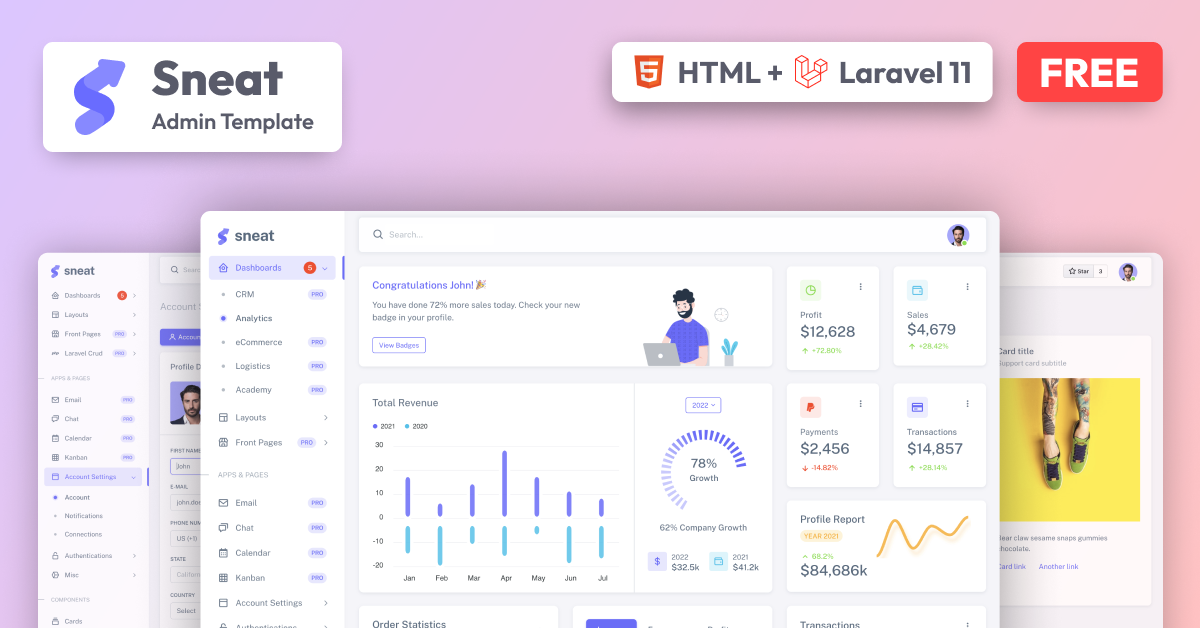 Sneat
Admin Template
HTML + Laravel 11
FREE
sneat
Dashboards 5
Layouts
Front Pages PRO
Laravel Crud PRO
APPS & PAGES
Email PRO
Chat PRO
Calendar PRO
Kanban PRO
Account Settings
Account
Notifications
Connections
Authentications
Misc
COMPONENTS
Cards
Account S
Accoun
Profile D
FIRST NAME
John
E-MAIL
john.do
PHONE NUM
US (+1)
STATE
Californi
COUNTRY
Select
sneat
Dashboards 5
CRM PRO
Analytics
eCommerce PRO
Logistics PRO
Academy PRO
Layouts
Front Pages PRO
APPS & PAGES
Email PRO
Chat PRO
Calendar PRO
Kanban PRO
Account Settings
Authentications
Search...
Congratulations John!🎉
You have done 72% more sales today. Check your new
badge in your profile.
View Badges
Profit
$12,628
+72.80%
Sales
$4,679
+28.42%
Total Revenue
2021 2020
30
20
10
0
-10
-20
Jan Feb Mar Apr May Jun Jul
2022
78%
Growth
62% Company Growth
2022
$32.5k
2021
$41.2k
Payments
$2,456
-14.82%
Transactions
$14,857
+28.14%
Profile Report
YEAR 2021
68.2%
$84,686k
Order Statistics
Transactions
Star 3
Card title
Support card subtitle
lear claw sesame snaps gummies
chocolate.
Card link Another link